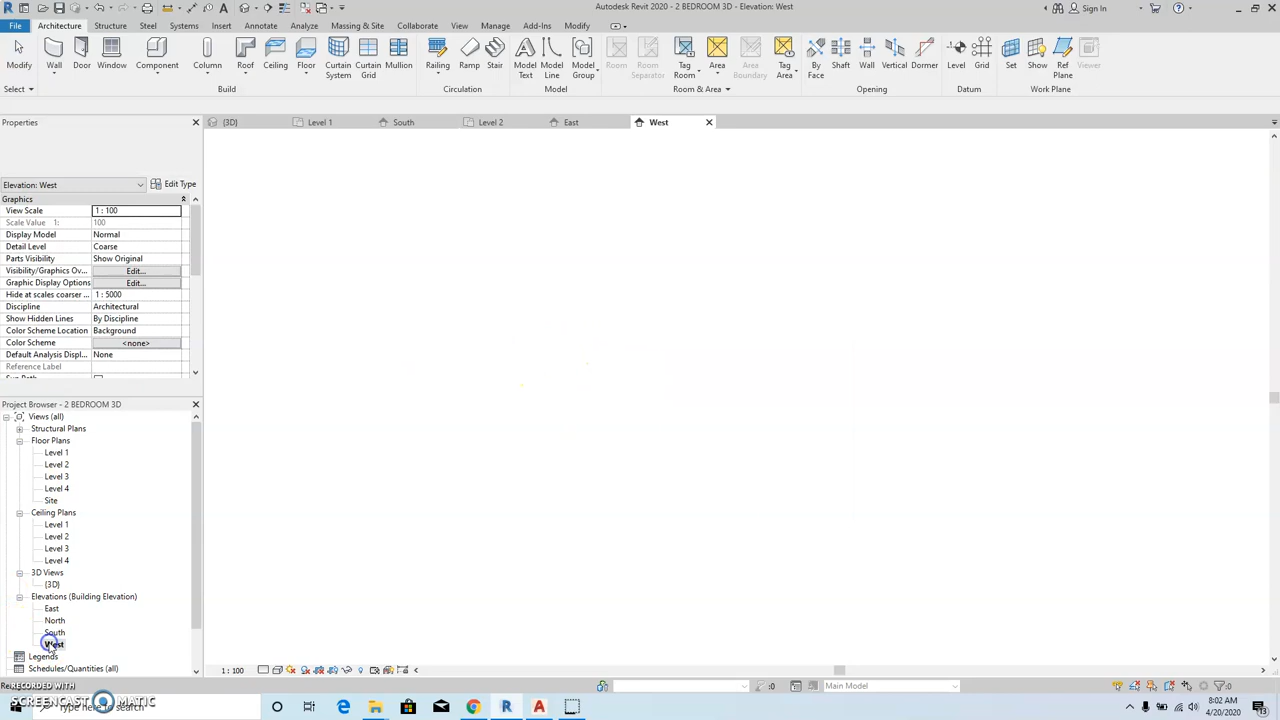 Autodesk Revit 2020 - 2 BEDROOM 3D - Elevation: West
Sign In
File Architecture Structure Steel Systems Insert Annotate Analyze Massing & Site Collaborate View Manage Add-Ins Modify
Modify Wall Door Window Component Column Roof Ceiling Floor Curtain System Curtain Grid Mullion Railing Ramp Stair Model Text Model Line Model Group Room Room Separator Tag Room Area Area Boundary Tag Area By Face Shaft Wall Vertical Dormer Level Grid Set Show Ref Plane Viewer
Select Build Circulation Model Room & Area Opening Datum Work Plane
Properties
{3D} Level 1 South Level 2 East West
Elevation: West Edit Type
Graphics
View Scale 1 : 100
Scale Value 1: 100
Display Model Normal
Detail Level Coarse
Parts Visibility Show Original
Visibility/Graphics Ov... Edit...
Graphic Display Options Edit...
Hide at scales coarser ... 1 : 5000
Discipline Architectural
Show Hidden Lines By Discipline
Color Scheme Location Background
Color Scheme <none>
Default Analysis Displ... None
Reference Label
Project Browser - 2 BEDROOM 3D
Views (all)
Structural Plans
Floor Plans
Level 1
Level 2
Level 3
Level 4
Site
Ceiling Plans
Level 1
Level 2
Level 3
Level 4
3D Views
{3D}
Elevations (Building Elevation)
East
North
South
West
Legends
Schedules/Quantities (all)
1 : 100
RECORDED WITH
:0 Main Model :0
SCREENCAST MATIC
8:02 AM
4/20/2020